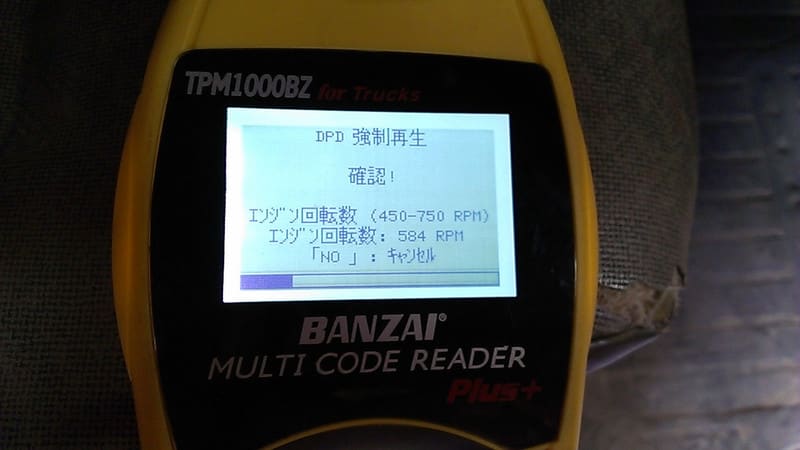 TPM1000BZ for Trucks
DPD 強制再生
確認!
ｴﾝｼﾞﾝ回転数 (450-750 RPM)
ｴﾝｼﾞﾝ回転数: 584 RPM
「NO 」: ｷｬﾝｾﾙ
BANZAI®
MULTI CODE READER
Plus+